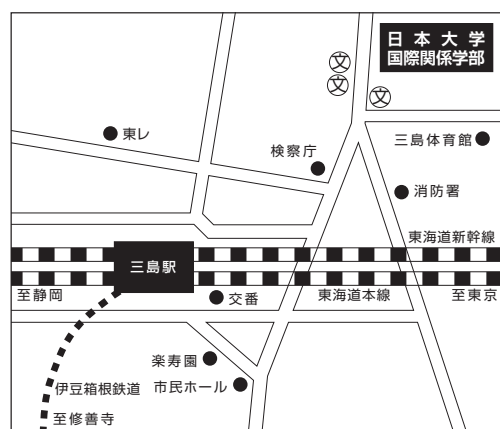 日本大学
国際関係学部
文
文
文
東レ
検察庁
三島体育館
消防署
東海道新幹線
三島駅
至静岡
交番
東海道本線
至東京
楽寿園
伊豆箱根鉄道
市民ホール
至修善寺